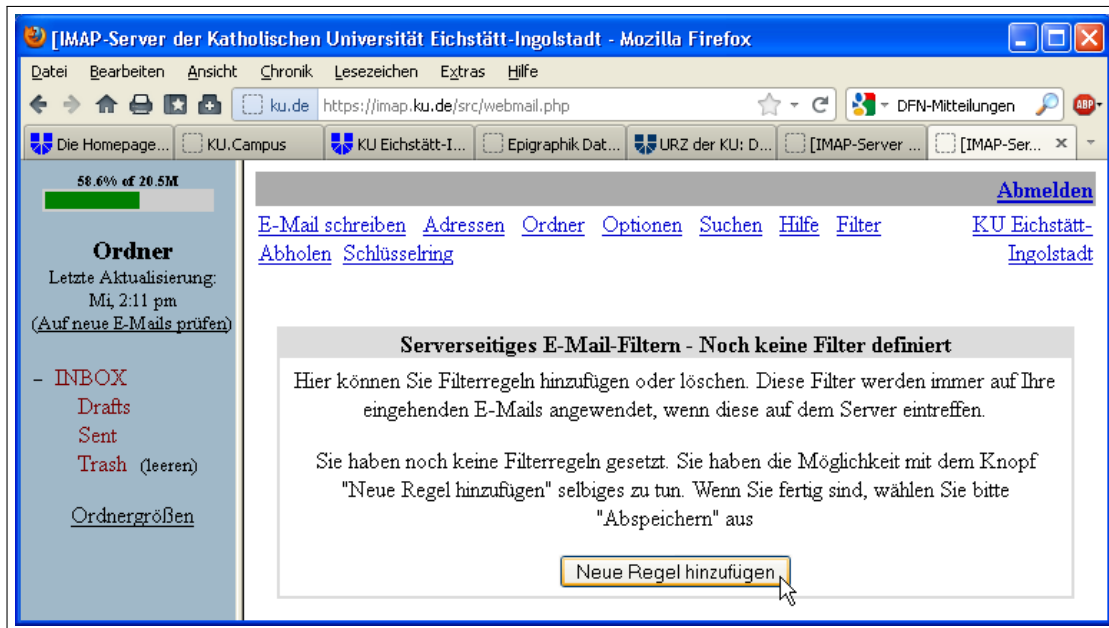 [IMAP-Server der Katholischen Universität Eichstätt-Ingolstadt - Mozilla Firefox
Datei Bearbeiten Ansicht Chronik Lesezeichen Extras Hilfe
ku.de https://imap.ku.de/src/webmail.php DFN-Mitteilungen ABP
Die Homepage... KU.Campus KU Eichstätt-I... Epigraphik Dat... URZ der KU: D... [IMAP-Server ... [IMAP-Ser...
58.6% of 20.5M
Ordner
Letzte Aktualisierung:
Mi, 2:11 pm
(Auf neue E-Mails prüfen)
– INBOX
Drafts
Sent
Trash (leeren)
Ordnergrößen
Abmelden
E-Mail schreiben Adressen Ordner Optionen Suchen Hilfe Filter KU Eichstätt-
Abholen Schlüsselring Ingolstadt
Serverseitiges E-Mail-Filtern - Noch keine Filter definiert
Hier können Sie Filterregeln hinzufügen oder löschen. Diese Filter werden immer auf Ihre
eingehenden E-Mails angewendet, wenn diese auf dem Server eintreffen.
Sie haben noch keine Filterregeln gesetzt. Sie haben die Möglichkeit mit dem Knopf
"Neue Regel hinzufügen" selbiges zu tun. Wenn Sie fertig sind, wählen Sie bitte
"Abspeichern" aus
Neue Regel hinzufügen